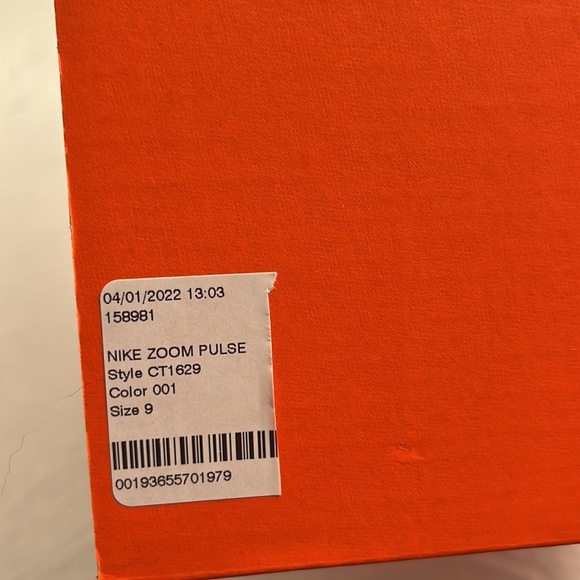 04/01/2022 13:03
158981
NIKE ZOOM PULSE
Style CT1629
Color 001
Size 9
00193655701979